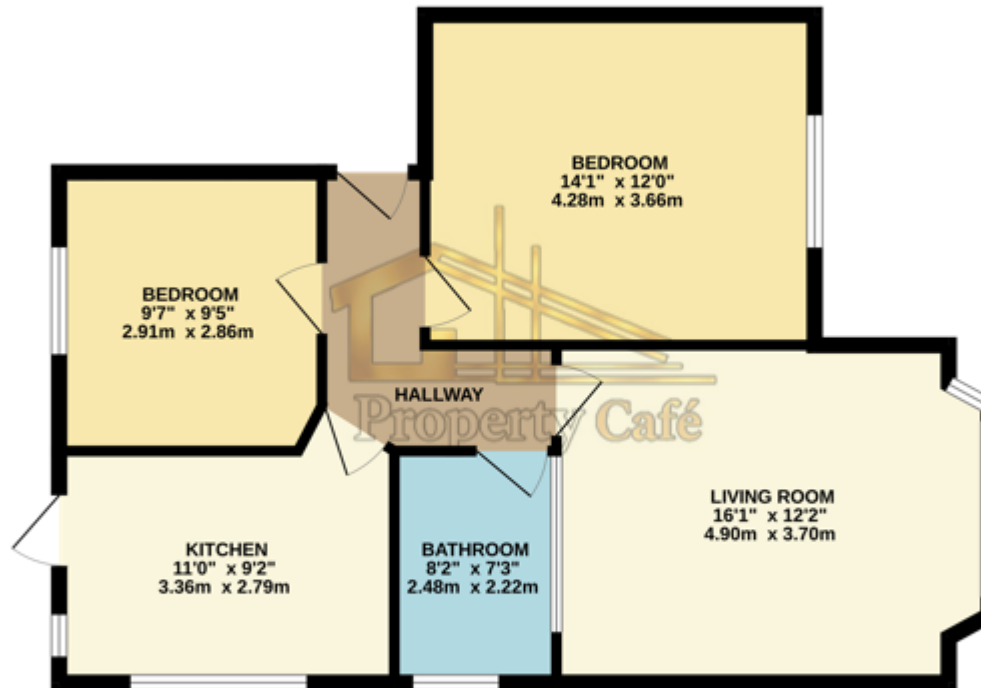 BEDROOM
14'1" x 12'0"
4.28m x 3.66m
BEDROOM
9'7" x 9'5"
2.91m x 2.86m
HALLWAY
Property Café
LIVING ROOM
16'1" x 12'2"
4.90m x 3.70m
KITCHEN
11'0" x 9'2"
3.36m x 2.79m
BATHROOM
8'2" x 7'3"
2.48m x 2.22m